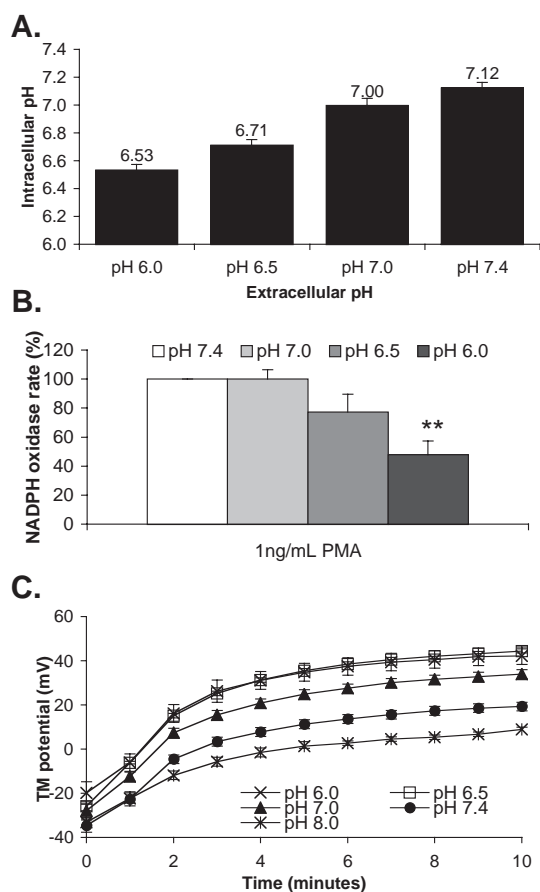 A.
7.4
7.2
7.0
6.8
6.6
6.4
6.2
6.0
Intracellular pH
6.53
6.71
7.00
7.12
pH 6.0 pH 6.5 pH 7.0 pH 7.4
Extracellular pH
B.
pH 7.4 pH 7.0 pH 6.5 pH 6.0
120
100
80
60
40
20
0
NADPH oxidase rate (%)
**
1ng/mL PMA
C.
60
40
20
0
-20
-40
TM potential (mV)
pH 6.0 pH 6.5
pH 7.0 pH 7.4
pH 8.0
0 2 4 6 8 10
Time (minutes)